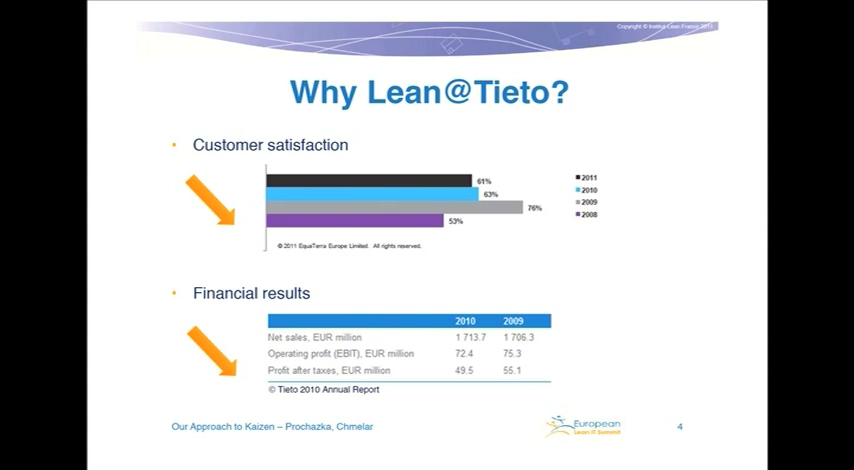 Copyright © Institut Lean France 2011
Why Lean@Tieto?
• Customer satisfaction
61%
63%
76%
53%
2011
2010
2009
2008
© 2011 EquaTerra Europe Limited. All rights reserved.
• Financial results
2010 2009
Net sales, EUR million 1 713.7 1 706.3
Operating profit (EBIT), EUR million 72.4 75.3
Profit after taxes, EUR million 49.5 55.1
© Tieto 2010 Annual Report
Our Approach to Kaizen – Prochazka, Chmelar
European
Lean IT Summit
4